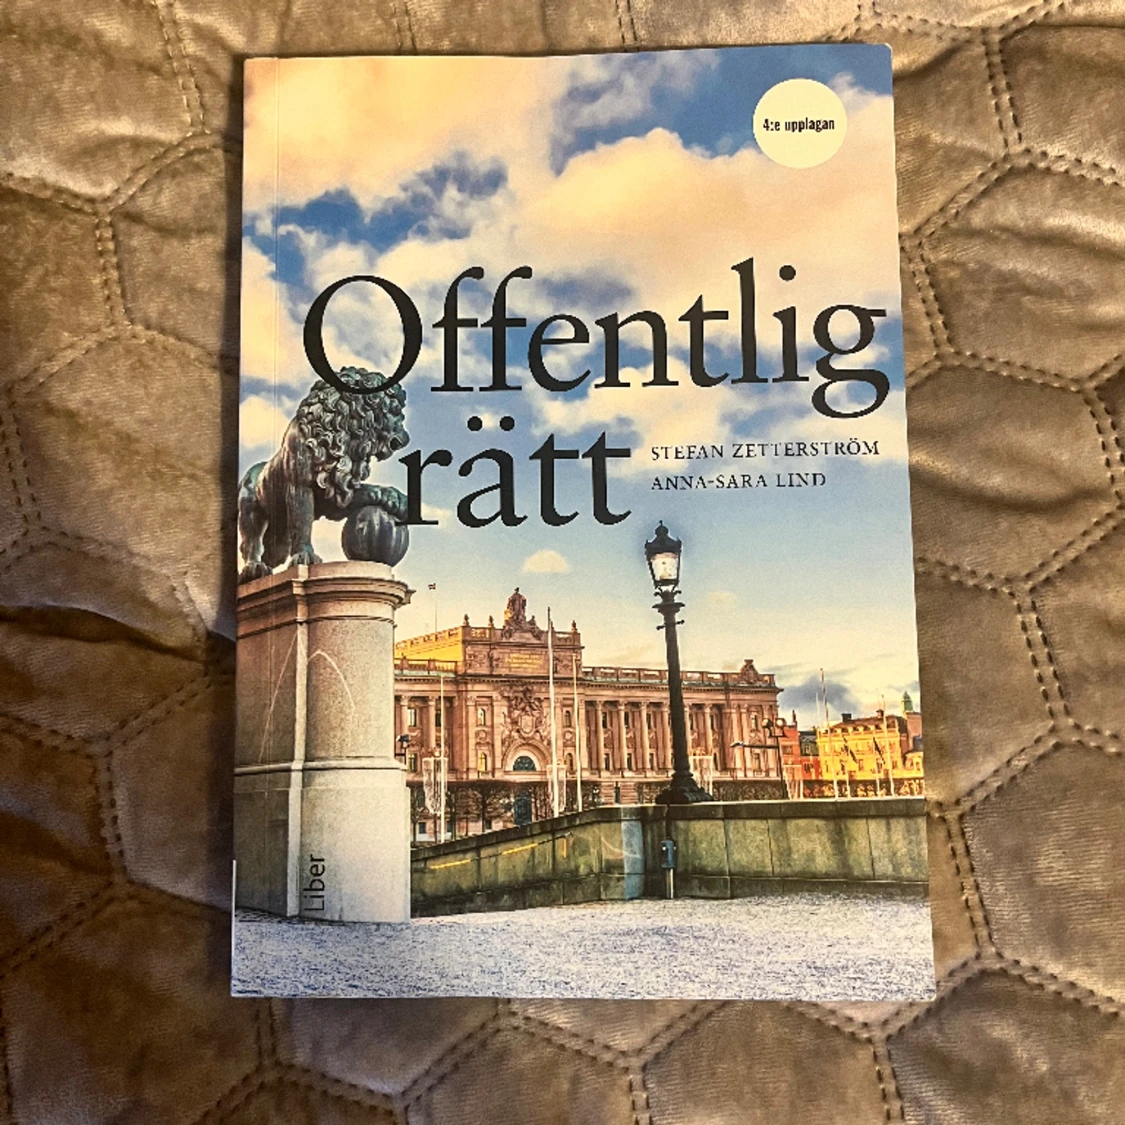 4:e upplagan
Offentlig
rätt
STEFAN ZETTERSTRÖM
ANNA-SARA LIND
Liber